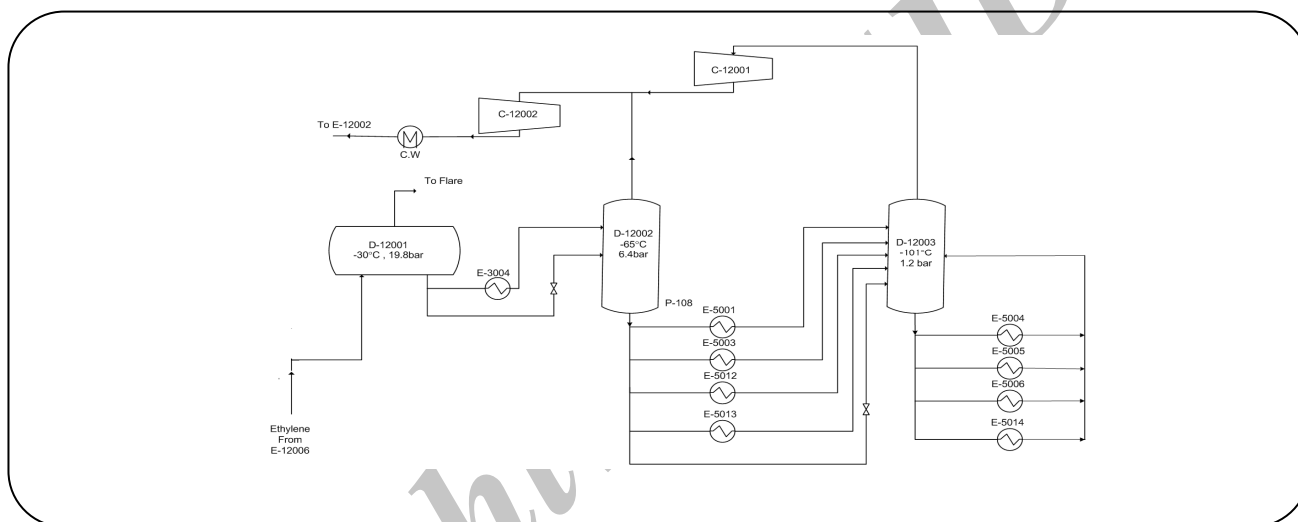 C-12001
C-12002
To E-12002
C.W
To Flare
D-12001
-30°C , 19.8bar
E-3004
D-12002
-65°C
6.4bar
D-12003
-101°C
1.2 bar
P-108
E-5001
E-5003
E-5012
E-5013
E-5004
E-5005
E-5006
E-5014
Ethylene
From
E-12006